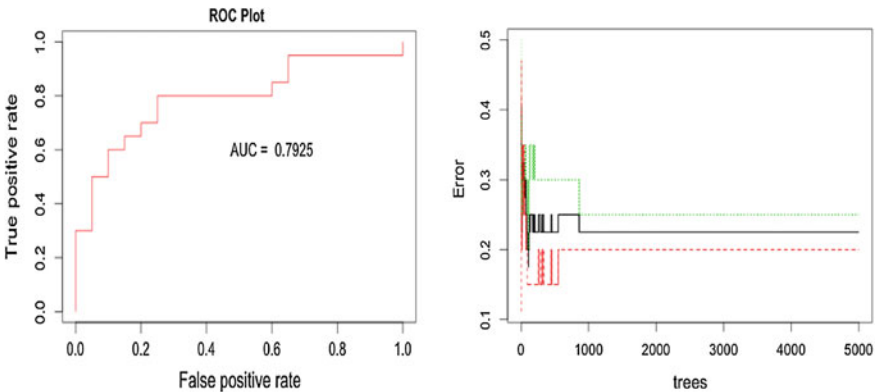 ROC Plot
True positive rate
1.0
0.8
0.6
0.4
0.2
0.0
AUC = 0.7925
0.0 0.2 0.4 0.6 0.8 1.0
False positive rate
Error
0.5
0.4
0.3
0.2
0.1
0 1000 2000 3000 4000 5000
trees